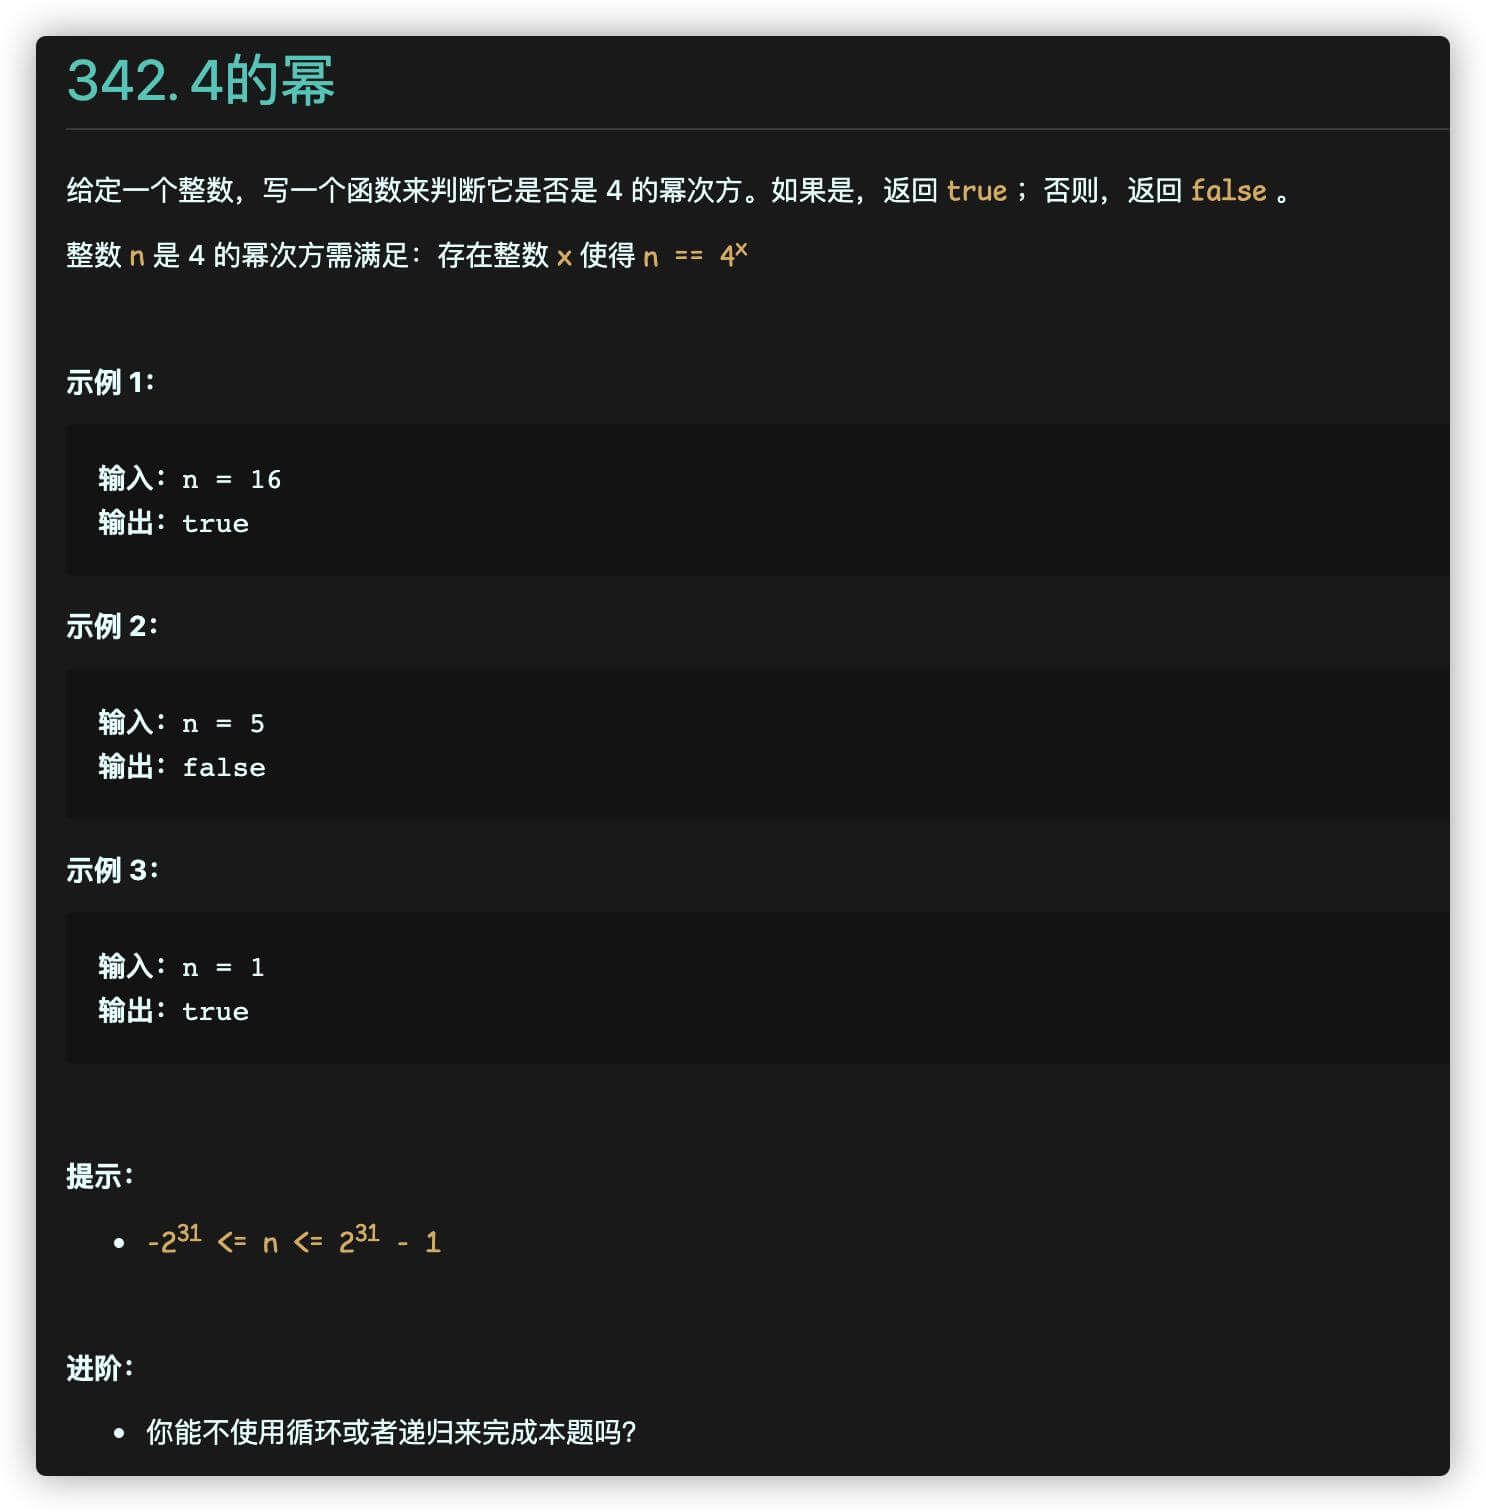 342. 4的幂
给定一个整数，写一个函数来判断它是否是 4 的幂次方。如果是，返回 true ；否则，返回 false 。
整数 n 是 4 的幂次方需满足：存在整数 x 使得 n == 4ˣ
示例 1：
输入：n = 16
输出：true
示例 2：
输入：n = 5
输出：false
示例 3：
输入：n = 1
输出：true
提示：
• -2³¹ <= n <= 2³¹ - 1
进阶：
• 你能不使用循环或者递归来完成本题吗？